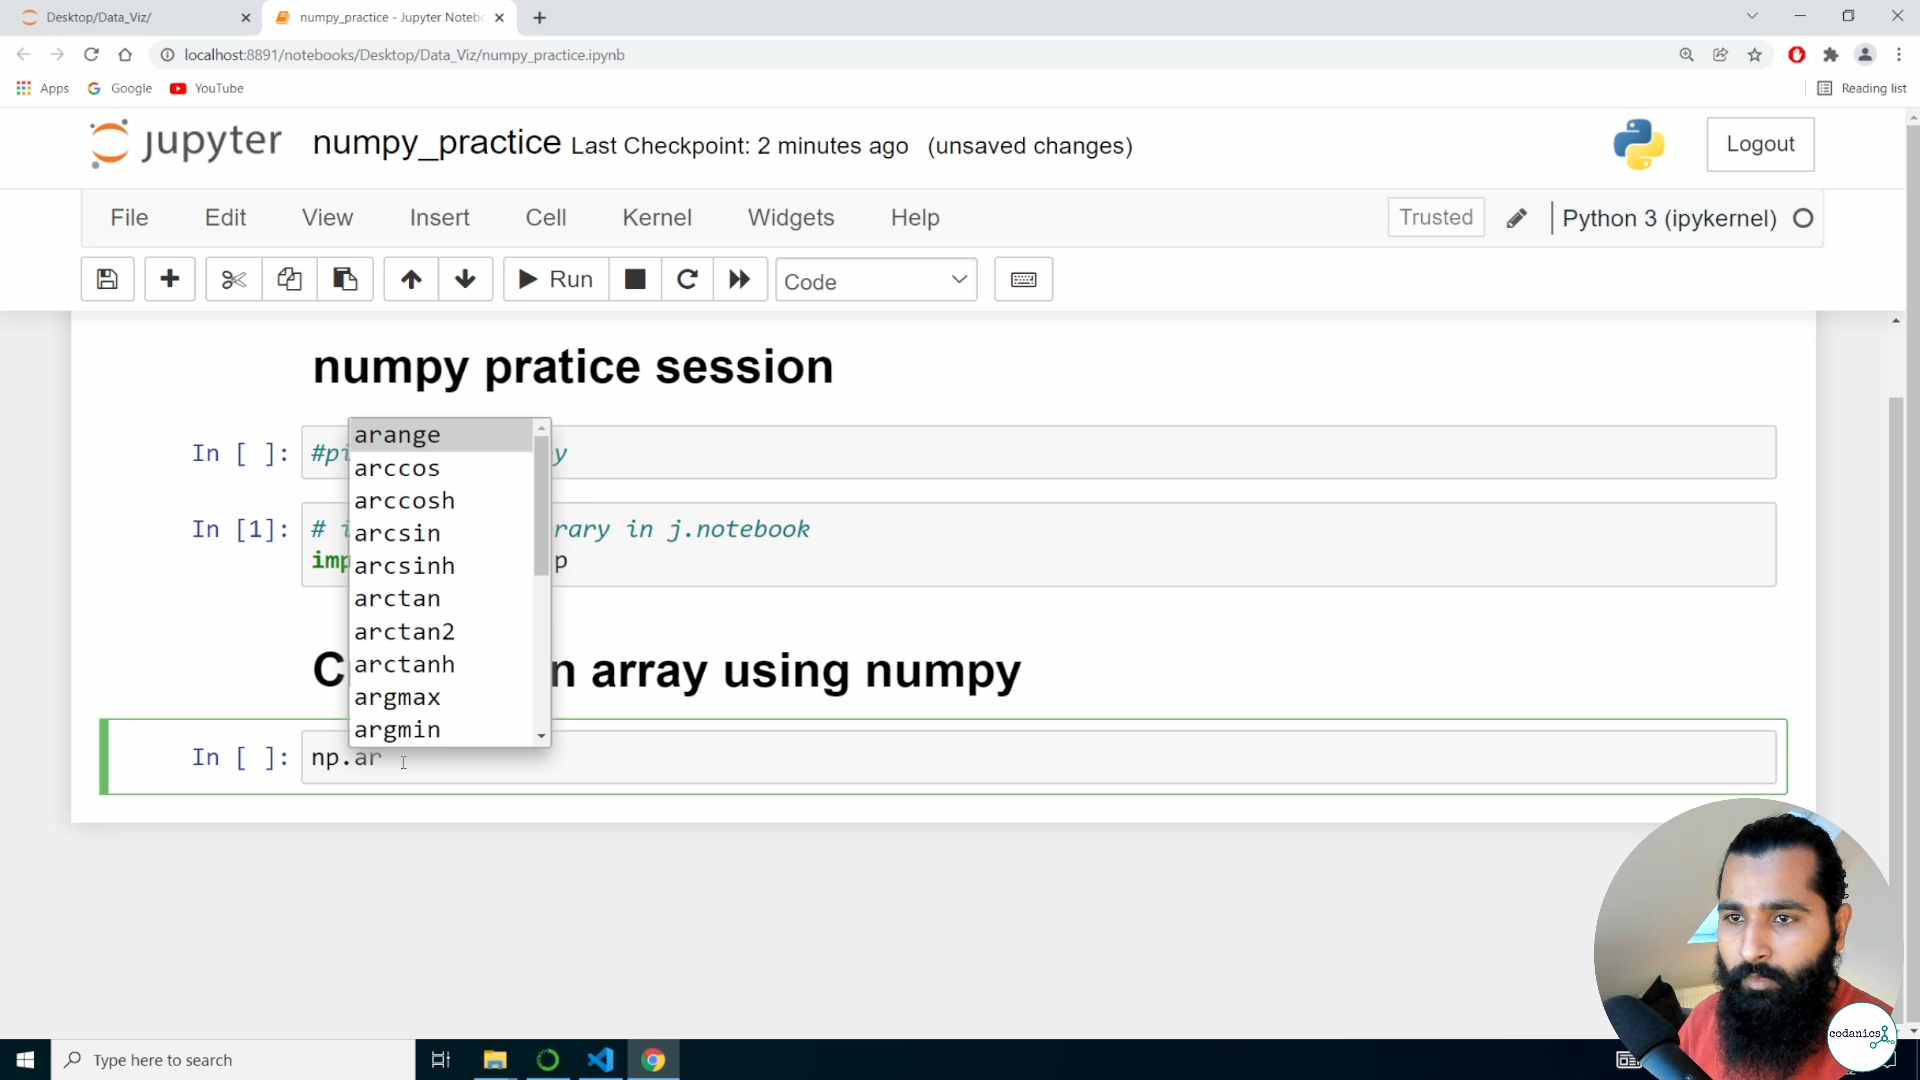 Desktop/Data_Viz/
numpy_practice - Jupyter Noteb
localhost:8891/notebooks/Desktop/Data_Viz/numpy_practice.ipynb
Apps
Google
YouTube
Reading list
jupyter
numpy_practice Last Checkpoint: 2 minutes ago (unsaved changes)
Logout
File Edit View Insert Cell Kernel Widgets Help
Trusted
Python 3 (ipykernel)
Run
Code
numpy pratice session
In [ ]: #pi y
In [1]: # i rary in j.notebook
imp p
C n array using numpy
arange
arccos
arccosh
arcsin
arcsinh
arctan
arctan2
arctanh
argmax
argmin
In [ ]: np.ar
Type here to search
codanics